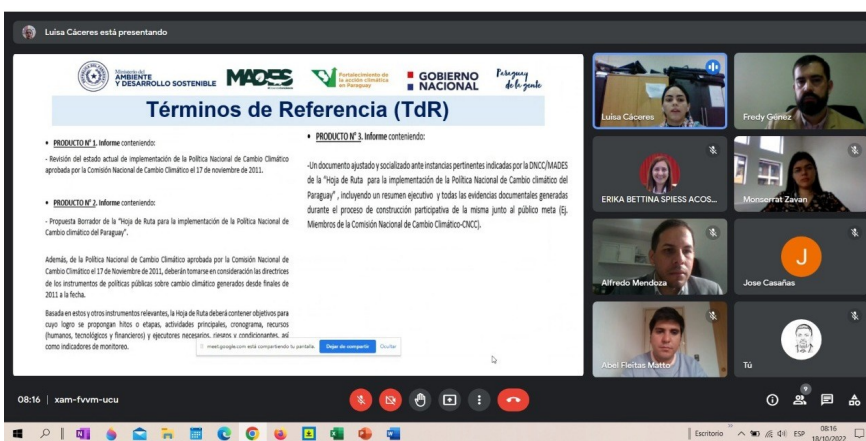 Luisa Cáceres está presentando
Ministerio del
AMBIENTE
Y DESARROLLO SOSTENIBLE
MADES
Fortalecimiento de
la acción climática
en Paraguay
GOBIERNO
NACIONAL
Paraguay
de la gente
Términos de Referencia (TdR)
• PRODUCTO N° 1. Informe conteniendo:
- Revisión del estado actual de implementación de la Política Nacional de Cambio Climático
aprobada por la Comisión Nacional de Cambio Climático el 17 de noviembre de 2011.
• PRODUCTO N° 2. Informe conteniendo:
- Propuesta Borrador de la "Hoja de Ruta para la implementación de la Política Nacional de
Cambio climático del Paraguay".
Además, de la Política Nacional de Cambio Climático aprobada por la Comisión Nacional de
Cambio Climático el 17 de Noviembre de 2011, deberán tomarse en consideración las directrices
de los instrumentos de políticas públicas sobre cambio climático generados desde finales de
2011 a la fecha.
Basada en estos y otros instrumentos relevantes, la Hoja de Ruta deberá contener objetivos para
cuyo logro se propongan hitos o etapas, actividades principales, cronograma, recursos
(humanos, tecnológicos y financieros) y ejecutores necesarios, riesgos y condicionantes, así
como indicadores de monitoreo.
• PRODUCTO N° 3. Informe conteniendo:
-Un documento ajustado y socializado ante instancias pertinentes indicadas por la DNCC/MADES
de la "Hoja de Ruta para la implementación de la Política Nacional de Cambio climático del
Paraguay" , incluyendo un resumen ejecutivo y todas las evidencias documentales generadas
durante el proceso de construcción participativa de la misma junto al público meta (Ej.
Miembros de la Comisión Nacional de Cambio Climático-CNCC).
meet.google.com está compartiendo tu pantalla.
Dejar de compartir
Ocultar
Luisa Cáceres
Fredy Génez
ERIKA BETTINA SPIESS ACOS...
Monserrat Zavan
Alfredo Mendoza
J
Jose Casañas
Abel Fleitas Matto
Tú
08:16 | xam-fvvm-ucu
9
Escritorio
ESP
08:16
18/10/2022